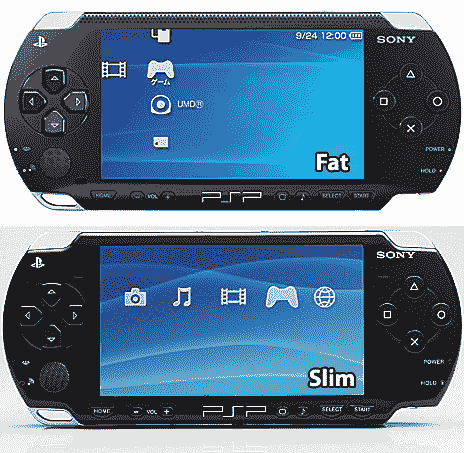 9/24 12:00
SONY
ゲーム
UMD®
Fat
POWER
HOLD
HOME
VOL
PSP
SELECT
START
SONY
Slim
POWER
HOLD
HOME
VOL
PSP
SELECT
START